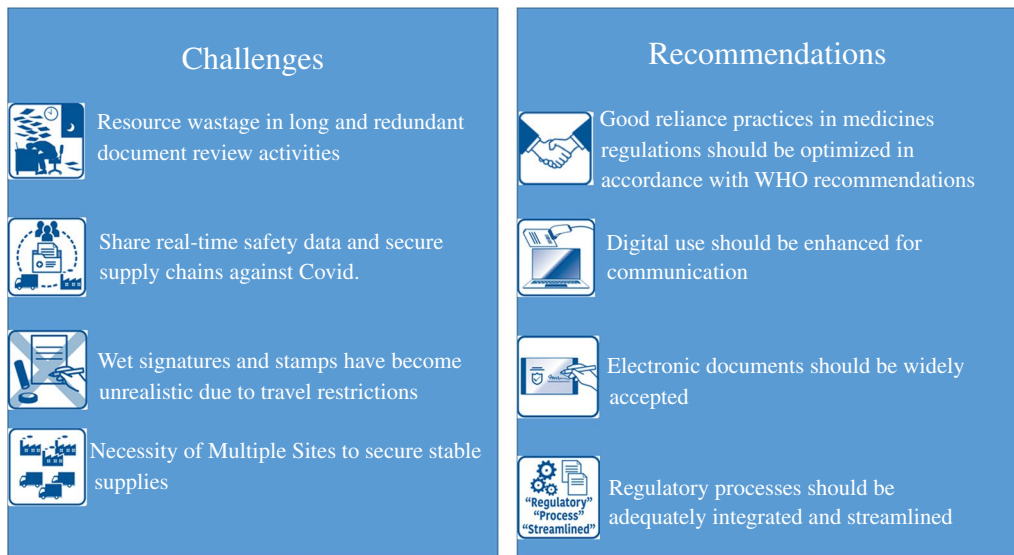 Challenges
Resource wastage in long and redundant
document review activities
Share real-time safety data and secure
supply chains against Covid.
Wet signatures and stamps have become
unrealistic due to travel restrictions
Necessity of Multiple Sites to secure stable
supplies
Recommendations
Good reliance practices in medicines
regulations should be optimized in
accordance with WHO recommendations
Digital use should be enhanced for
communication
Electronic documents should be widely
accepted
"Regulatory"
"Process"
"Streamlined"
Regulatory processes should be
adequately integrated and streamlined